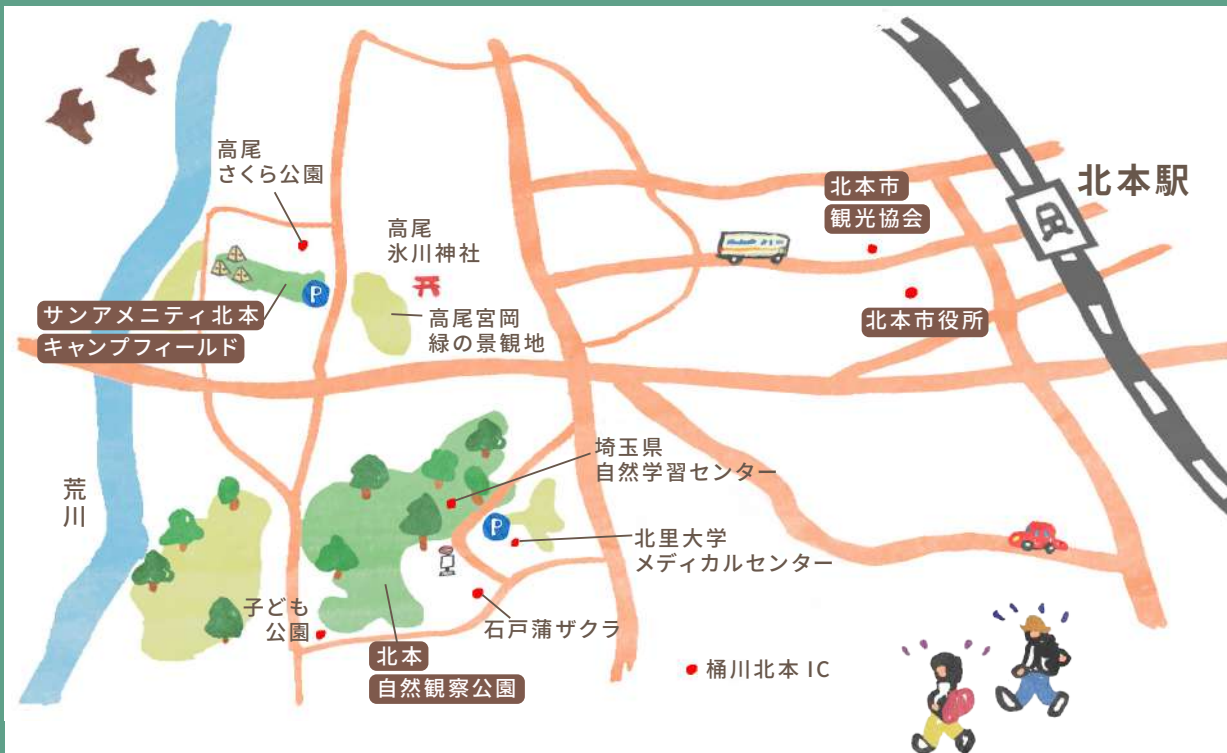 高尾
さくら公園
高尾
氷川神社
北本市
観光協会
北本駅
サンアメニティ北本
キャンプフィールド
P
高尾宮岡
緑の景観地
北本市役所
荒川
埼玉県
自然学習センター
P
北里大学
メディカルセンター
子ども
公園
石戸蒲ザクラ
北本
自然観察公園
桶川北本 IC